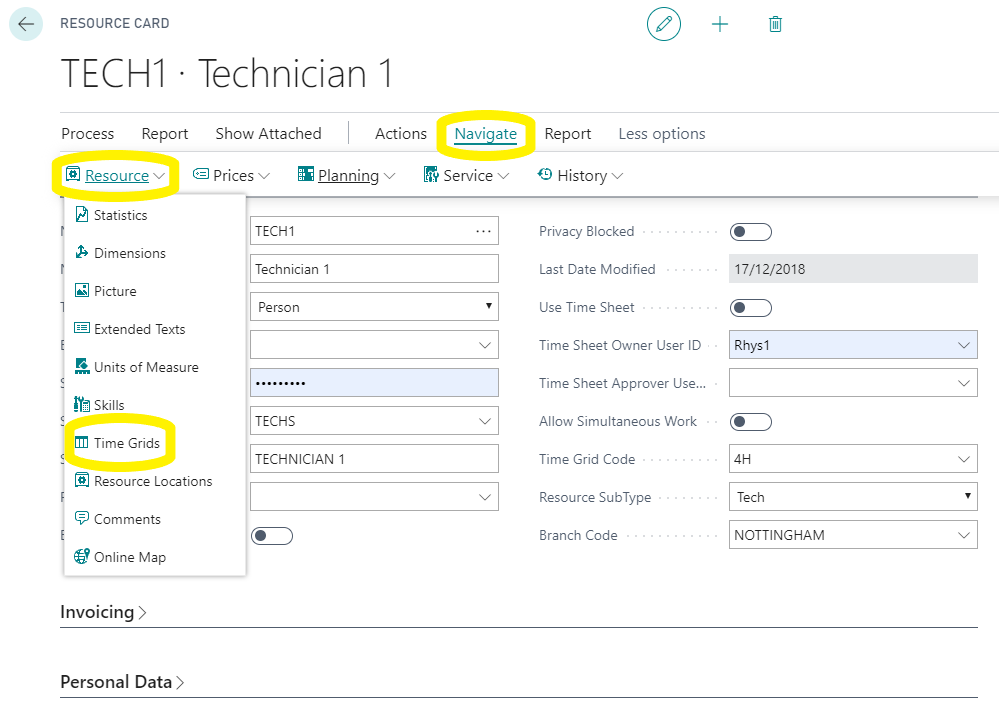 RESOURCE CARD
TECH1 · Technician 1
Process Report Show Attached Actions Navigate Report Less options
Resource Prices Planning Service History
Statistics
Dimensions
Picture
Extended Texts
Units of Measure
Skills
Time Grids
Resource Locations
Comments
Online Map
TECH1 ...
Technician 1
Person
•••••••••
TECHS
TECHNICIAN 1
Privacy Blocked
Last Date Modified 17/12/2018
Use Time Sheet
Time Sheet Owner User ID Rhys1
Time Sheet Approver Use...
Allow Simultaneous Work
Time Grid Code 4H
Resource SubType Tech
Branch Code NOTTINGHAM
Invoicing
Personal Data